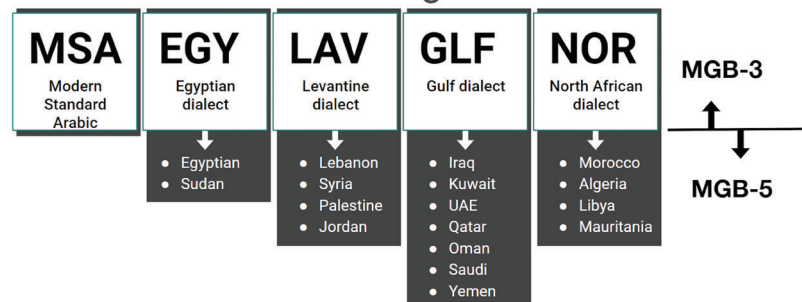 MSA
Modern
Standard
Arabic
EGY
Egyptian
dialect
● Egyptian
● Sudan
LAV
Levantine
dialect
● Lebanon
● Syria
● Palestine
● Jordan
GLF
Gulf dialect
● Iraq
● Kuwait
● UAE
● Qatar
● Oman
● Saudi
● Yemen
NOR
North African
dialect
● Morocco
● Algeria
● Libya
● Mauritania
MGB-3
MGB-5